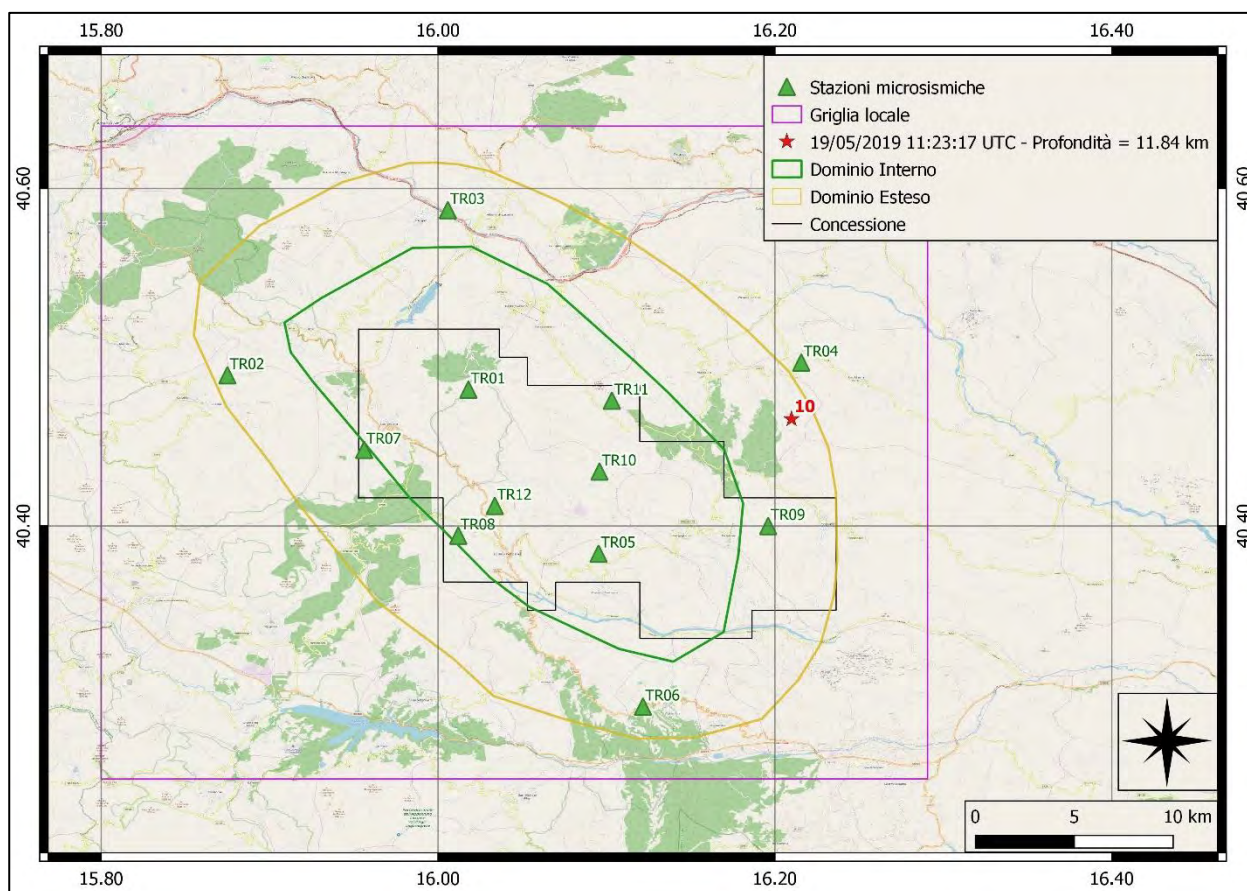 15.80 16.00 16.20 16.40
Stazioni microsismiche
Griglia locale
19/05/2019 11:23:17 UTC - Profondità = 11.84 km
Dominio Interno
Dominio Esteso
Concessione
40.60 40.60
TR03
TR04
TR02
TR01
TR11
10
TR07
TR10
TR12
TR08
TR09
40.40 40.40
TR05
TR06
0 5 10 km
15.80 16.00 16.20 16.40